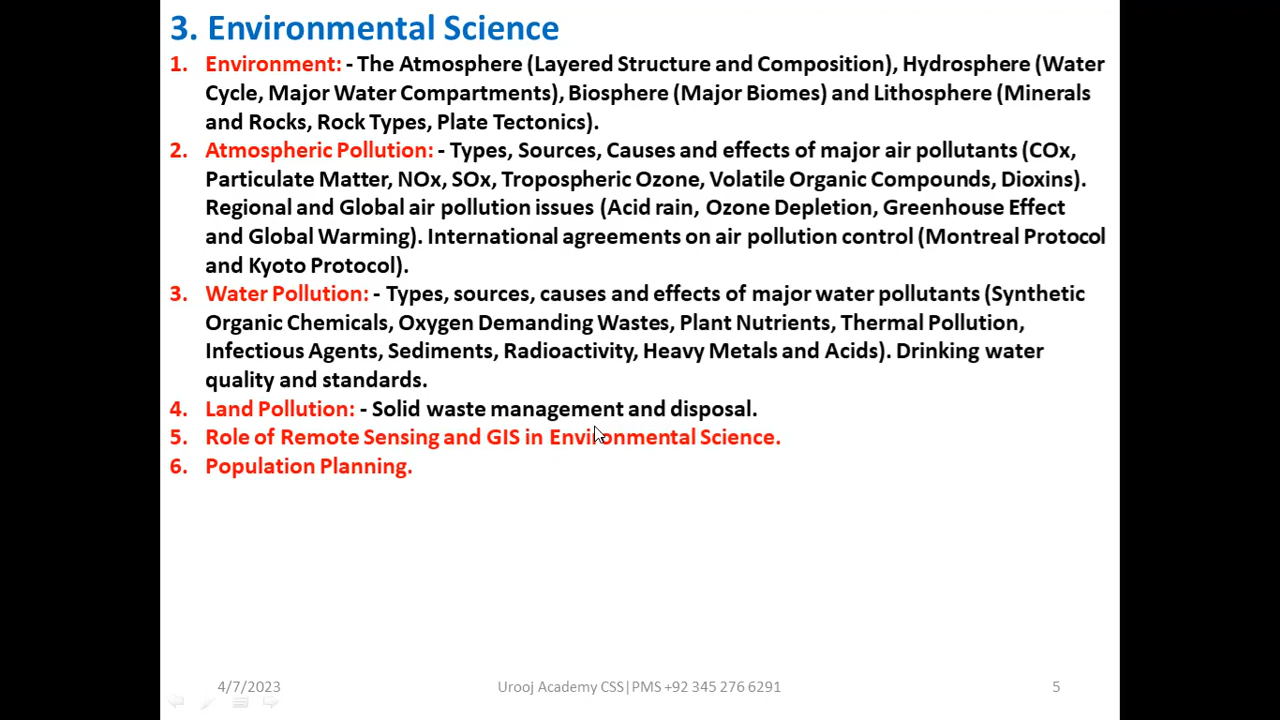 3. Environmental Science
1. Environment: - The Atmosphere (Layered Structure and Composition), Hydrosphere (Water
Cycle, Major Water Compartments), Biosphere (Major Biomes) and Lithosphere (Minerals
and Rocks, Rock Types, Plate Tectonics).
2. Atmospheric Pollution: - Types, Sources, Causes and effects of major air pollutants (COx,
Particulate Matter, NOx, SOx, Tropospheric Ozone, Volatile Organic Compounds, Dioxins).
Regional and Global air pollution issues (Acid rain, Ozone Depletion, Greenhouse Effect
and Global Warming). International agreements on air pollution control (Montreal Protocol
and Kyoto Protocol).
3. Water Pollution: - Types, sources, causes and effects of major water pollutants (Synthetic
Organic Chemicals, Oxygen Demanding Wastes, Plant Nutrients, Thermal Pollution,
Infectious Agents, Sediments, Radioactivity, Heavy Metals and Acids). Drinking water
quality and standards.
4. Land Pollution: - Solid waste management and disposal.
5. Role of Remote Sensing and GIS in Environmental Science.
6. Population Planning.
4/7/2023
Urooj Academy CSS|PMS +92 345 276 6291
5